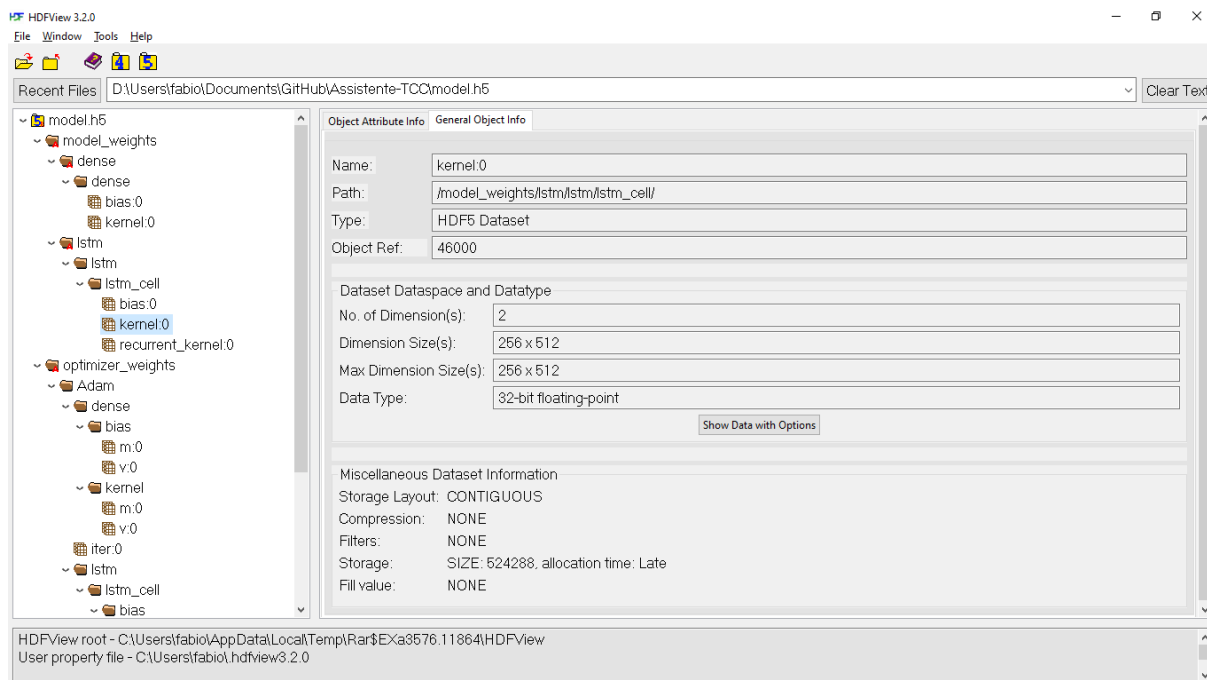 HDFView 3.2.0
File Window Tools Help
Recent Files D:\Users\fabio\Documents\GitHub\Assistente-TCC\model.h5 Clear Text
model.h5
model_weights
dense
dense
bias:0
kernel:0
lstm
lstm
lstm_cell
bias:0
kernel:0
recurrent_kernel:0
optimizer_weights
Adam
dense
bias
m:0
v:0
kernel
m:0
v:0
iter:0
lstm
lstm_cell
bias
Object Attribute Info General Object Info
Name: kernel:0
Path: /model_weights/lstm/lstm/lstm_cell/
Type: HDF5 Dataset
Object Ref: 46000
Dataset Dataspace and Datatype
No. of Dimension(s): 2
Dimension Size(s): 256 x 512
Max Dimension Size(s): 256 x 512
Data Type: 32-bit floating-point
Show Data with Options
Miscellaneous Dataset Information
Storage Layout: CONTIGUOUS
Compression: NONE
Filters: NONE
Storage: SIZE: 524288, allocation time: Late
Fill value: NONE
HDFView root - C:\Users\fabio\AppData\Local\Temp\Rar$EXa3576.11864\HDFView
User property file - C:\Users\fabio\.hdfview3.2.0